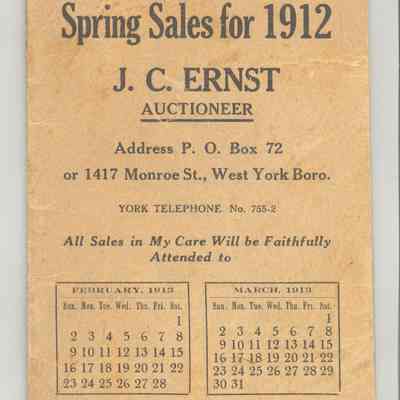 Spring Sales for 1912
J. C. ERNST
AUCTIONEER
Address P. O. Box 72
or 1417 Monroe St., West York Boro.
YORK TELEPHONE No. 755-2
All Sales in My Care Will be Faithfully
Attended to
FEBRUARY, 1913
Sun. Mon. Tue. Wed. Thu. Fri. Sat.
1
2 3 4 5 6 7 8
9 10 11 12 13 14 15
16 17 18 19 20 21 22
23 24 25 26 27 28
MARCH, 1913
Sun. Mon. Tue. Wed. Thu. Fri. Sat.
1
2 3 4 5 6 7 8
9 10 11 12 13 14 15
16 17 18 19 20 21 22
23 24 25 26 27 28 29
30 31